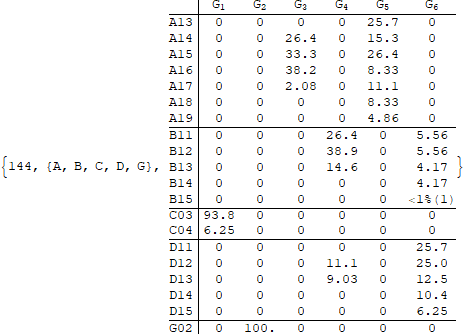 G₁ G₂ G₃ G₄ G₅ G₆
A13 0 0 0 0 25.7 0
A14 0 0 26.4 0 15.3 0
A15 0 0 33.3 0 26.4 0
A16 0 0 38.2 0 8.33 0
A17 0 0 2.08 0 11.1 0
A18 0 0 0 0 8.33 0
A19 0 0 0 0 4.86 0
B11 0 0 0 26.4 0 5.56
B12 0 0 0 38.9 0 5.56
{144, {A, B, C, D, G}, B13 0 0 0 14.6 0 4.17 }
B14 0 0 0 0 0 4.17
B15 0 0 0 0 0 <1%(1)
C03 93.8 0 0 0 0 0
C04 6.25 0 0 0 0 0
D11 0 0 0 0 0 25.7
D12 0 0 0 11.1 0 25.0
D13 0 0 0 9.03 0 12.5
D14 0 0 0 0 0 10.4
D15 0 0 0 0 0 6.25
G02 0 100. 0 0 0 0